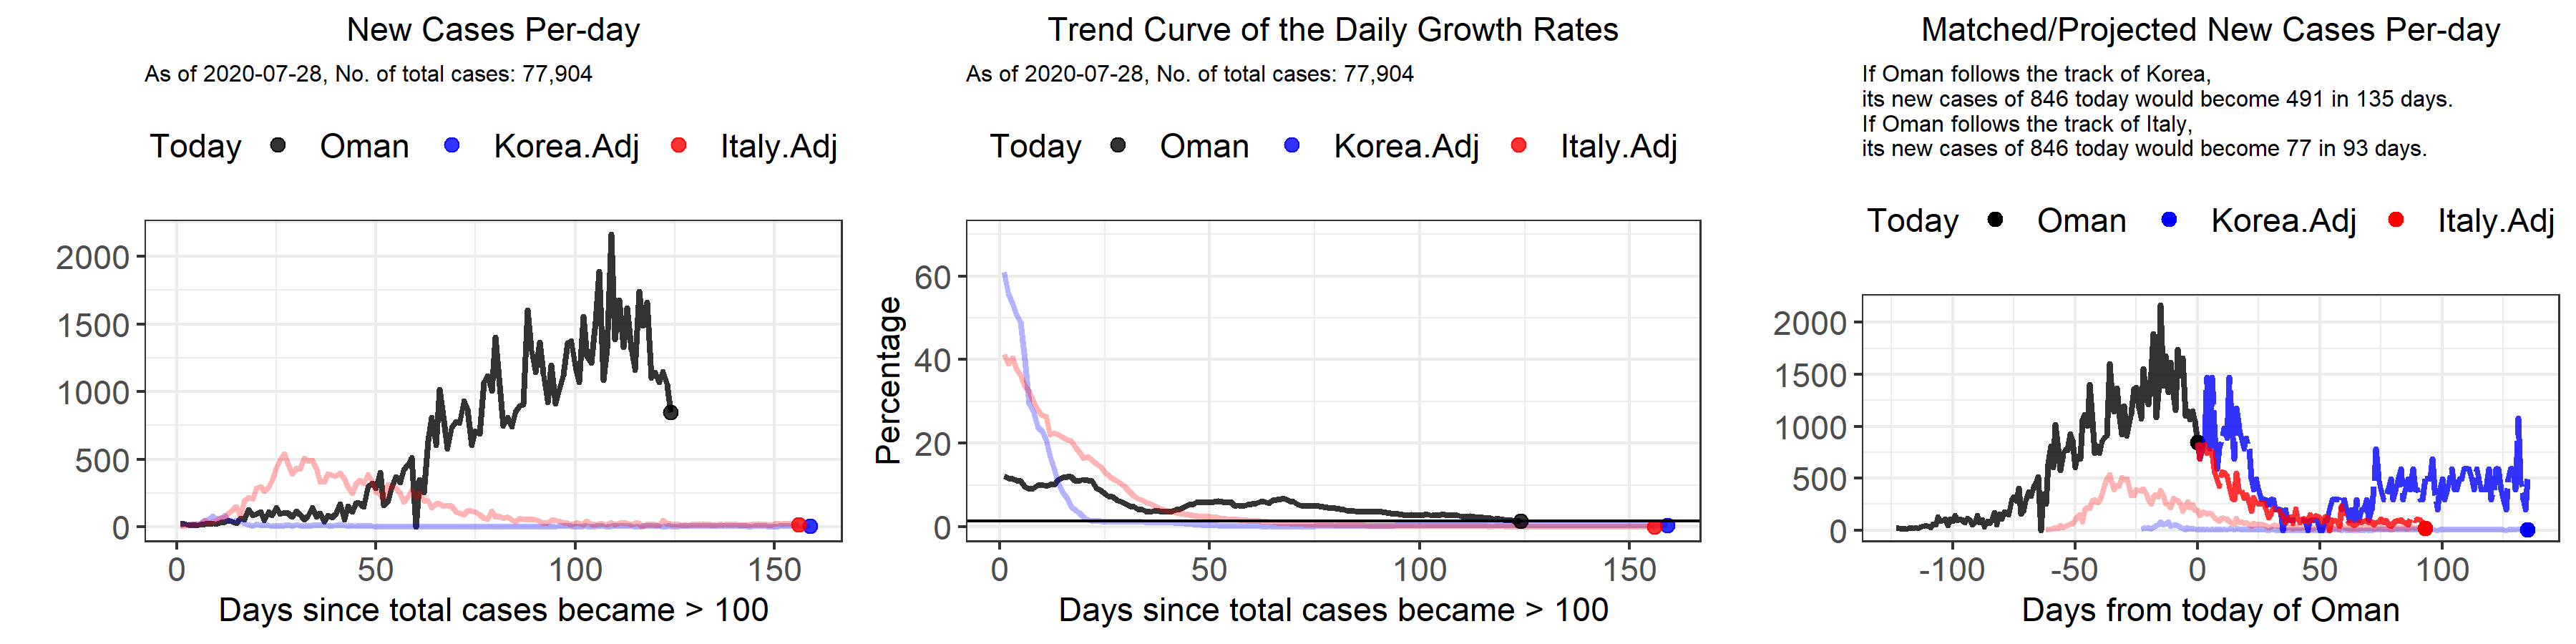 New Cases Per-day
As of 2020-07-28, No. of total cases: 77,904
Today Oman Korea.Adj Italy.Adj
2000
1500
1000
500
0
0 50 100 150
Days since total cases became > 100
Trend Curve of the Daily Growth Rates
As of 2020-07-28, No. of total cases: 77,904
Today Oman Korea.Adj Italy.Adj
Percentage
60
40
20
0
0 50 100 150
Days since total cases became > 100
Matched/Projected New Cases Per-day
If Oman follows the track of Korea,
its new cases of 846 today would become 491 in 135 days.
If Oman follows the track of Italy,
its new cases of 846 today would become 77 in 93 days.
Today Oman Korea.Adj Italy.Adj
2000
1500
1000
500
0
-100 -50 0 50 100
Days from today of Oman